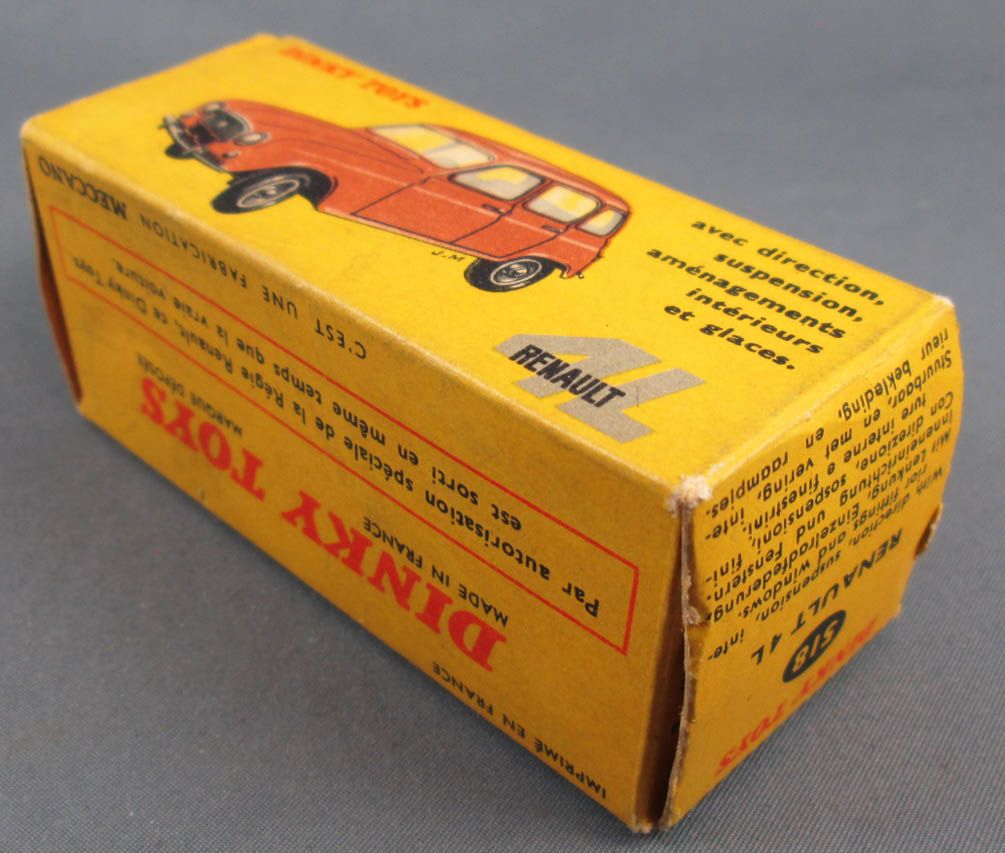 DINKY TOYS
J.M
avec direction,
suspension,
aménagements
intérieurs
et glaces.
4L
RENAULT
IMPRIMÉ EN FRANCE
DINKY TOYS
MADE IN FRANCE
MARQUE DÉPOSÉE
Par autorisation spéciale de la Régie Renault, ce Dinky Toys
est sorti en même temps que la vraie voiture.
C'EST UNE FABRICATION MECCANO
DINKY TOYS
518
RENAULT 4L
With direction, suspension, inte-
rior fittings, and windows.
Mit Lenkung, Einzelradfederung.
Inneneinrichtung und Fenstern.
Con direzione, sospensioni, fini-
ture interne e finestrini.
Stuurbaar, en met vering, inte-
rieur bekleding, en raampjes.